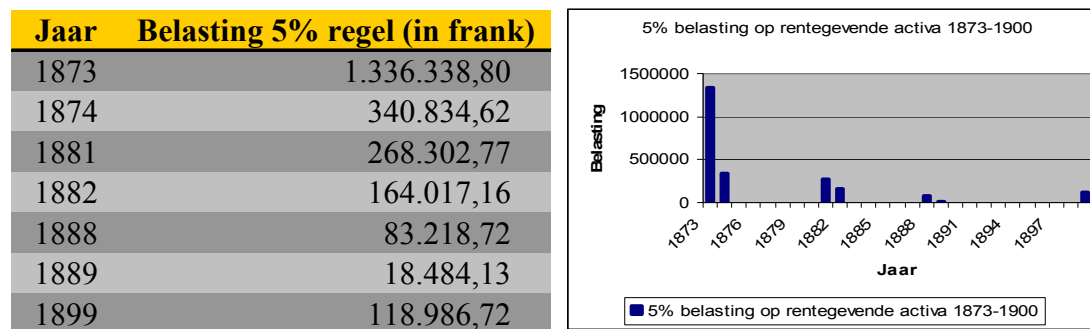 Jaar Belasting 5% regel (in frank)
1873 1.336.338,80
1874 340.834,62
1881 268.302,77
1882 164.017,16
1888 83.218,72
1889 18.484,13
1899 118.986,72
5% belasting op rentegevende activa 1873-1900
Belasting
1500000
1000000
500000
0
1873 1876 1879 1882 1885 1888 1891 1894 1897
Jaar
5% belasting op rentegevende activa 1873-1900